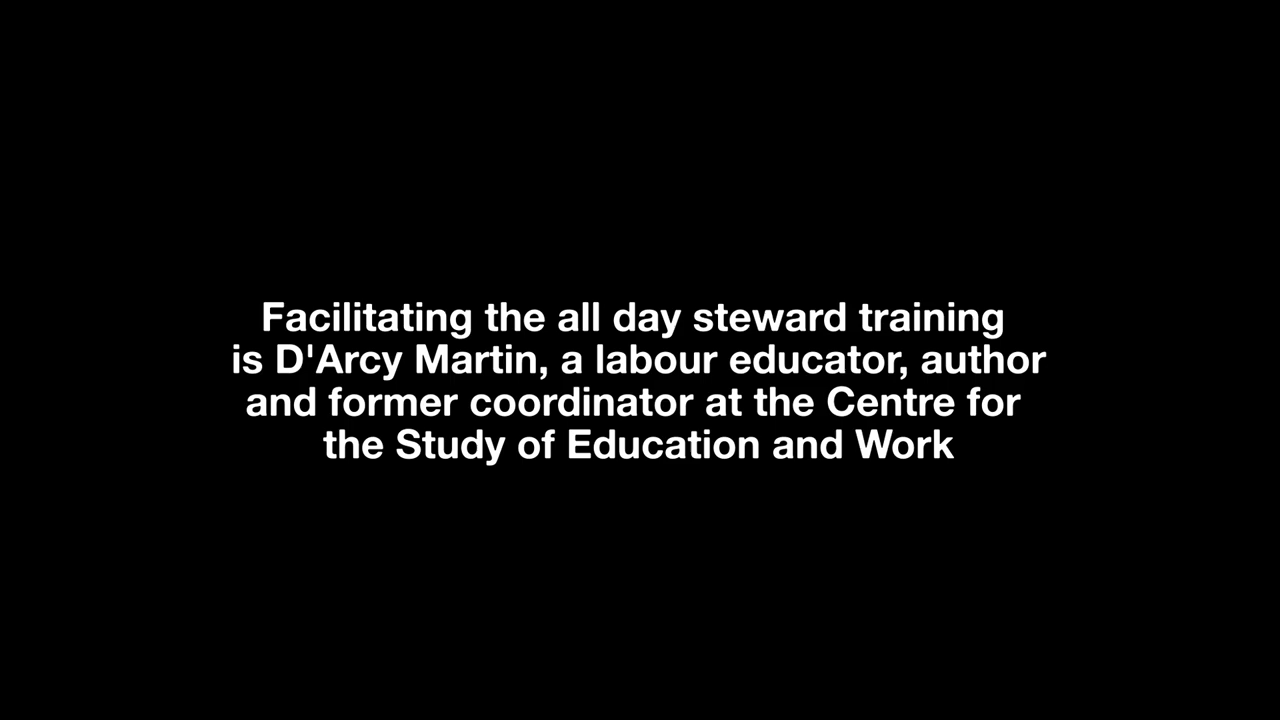 Facilitating the all day steward training
is D'Arcy Martin, a labour educator, author
and former coordinator at the Centre for
the Study of Education and Work